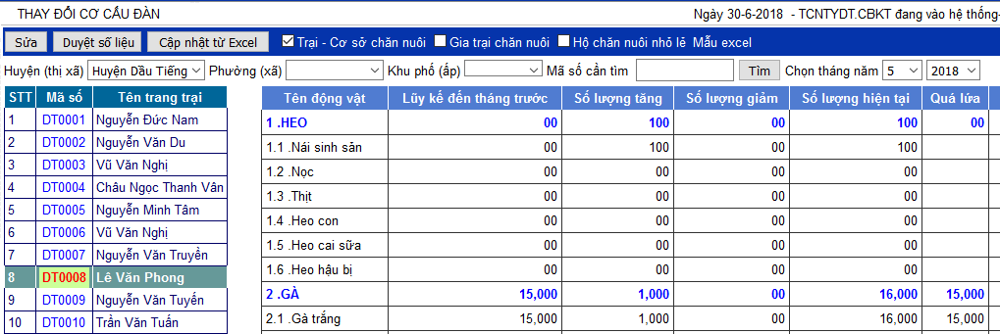 THAY ĐỔI CƠ CẤU ĐÀN
Ngày 30-6-2018 - TCNTYDT.CBKT đang vào hệ thống-
Sửa Duyệt số liệu Cập nhật từ Excel Trại - Cơ sở chăn nuôi Gia trại chăn nuôi Hộ chăn nuôi nhỏ lẻ Mẫu excel
Huyện (thị xã) Huyện Dầu Tiếng Phường (xã) Khu phố (ấp) Mã số cần tìm Tìm Chọn tháng năm 5 2018
STT Mã số Tên trang trại
1 DT0001 Nguyễn Đức Nam
2 DT0002 Nguyễn Văn Du
3 DT0003 Vũ Văn Nghị
4 DT0004 Châu Ngọc Thanh Vân
5 DT0005 Nguyễn Minh Tâm
6 DT0006 Vũ Văn Nghị
7 DT0007 Nguyễn Văn Truyền
8 DT0008 Lê Văn Phong
9 DT0009 Nguyễn Văn Tuyến
10 DT0010 Trần Văn Tuấn
Tên động vật Lũy kế đến tháng trước Số lượng tăng Số lượng giảm Số lượng hiện tại Quá lứa
1 .HEO 00 100 00 100 00
1.1 .Nái sinh sản 00 100 00 100
1.2 .Nọc 00 00 00 00
1.3 .Thịt 00 00 00 00
1.4 .Heo con 00 00 00 00
1.5 .Heo cai sữa 00 00 00 00
1.6 .Heo hậu bị 00 00 00 00
2 .GÀ 15,000 1,000 00 16,000 15,000
2.1 .Gà trắng 15,000 1,000 00 16,000 15,000